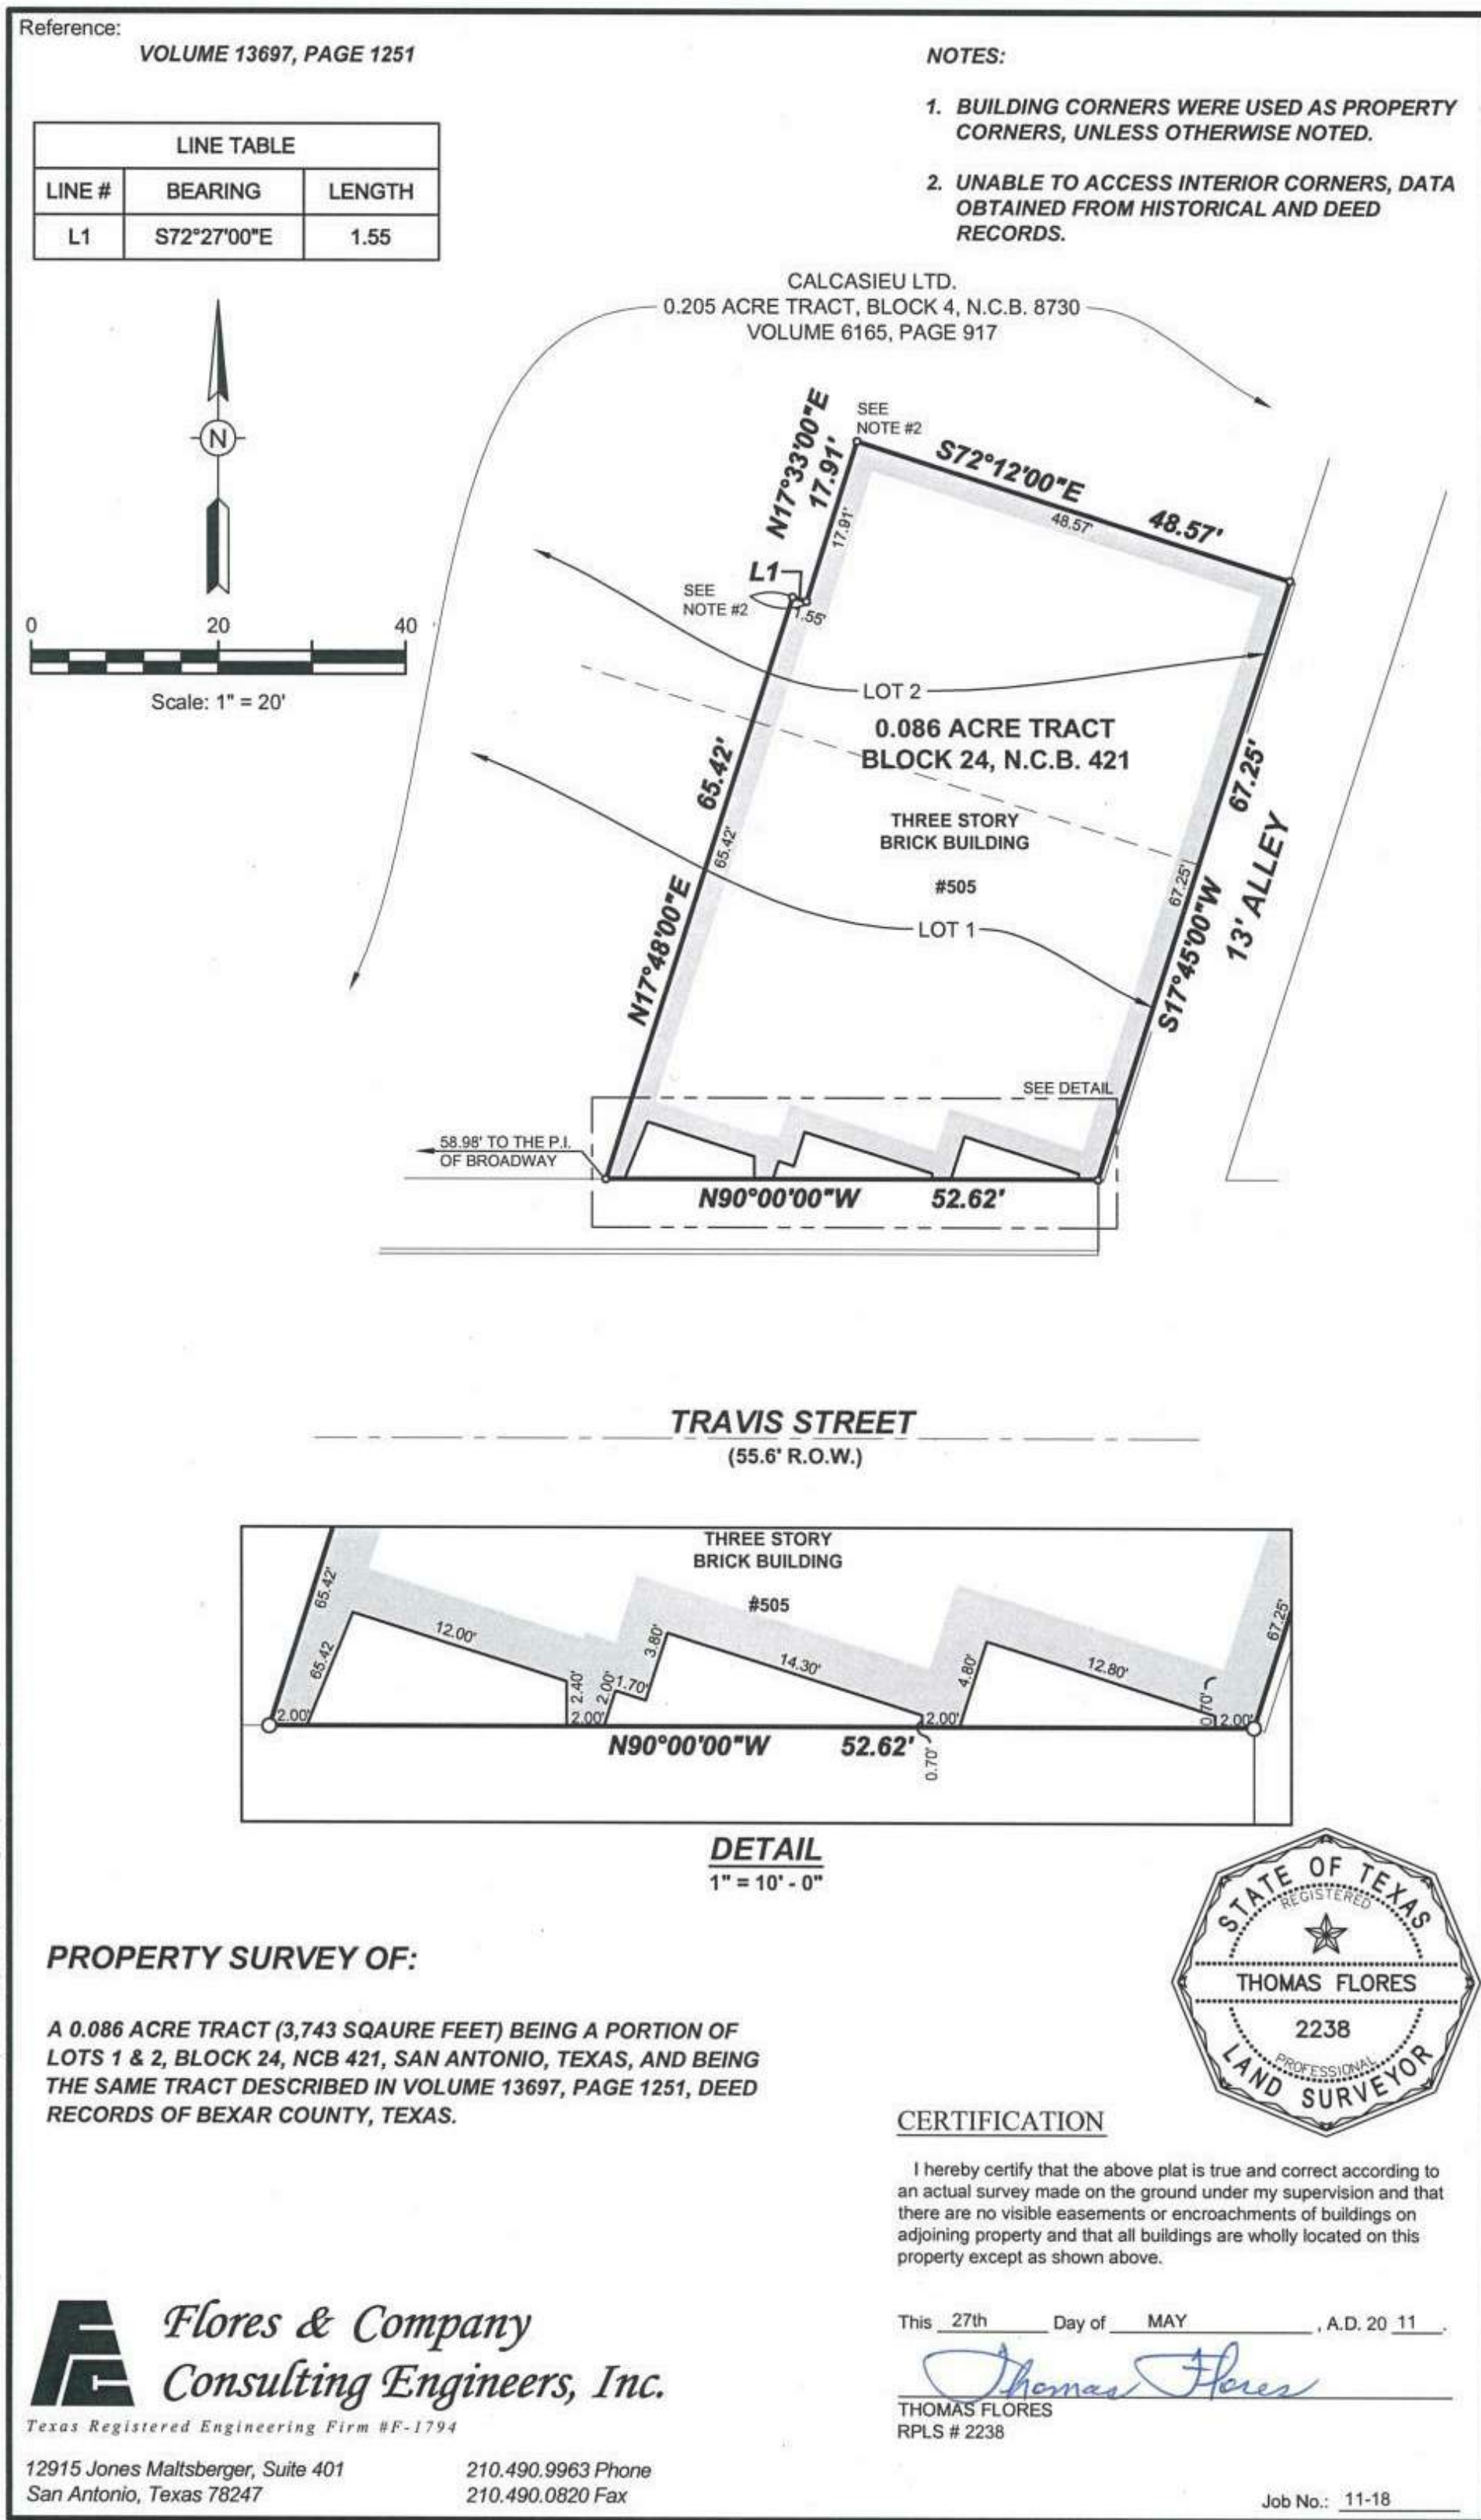 Reference:
VOLUME 13697, PAGE 1251
LINE TABLE
LINE # BEARING LENGTH
L1 S72°27'00"E 1.55
NOTES:
1. BUILDING CORNERS WERE USED AS PROPERTY
CORNERS, UNLESS OTHERWISE NOTED.
2. UNABLE TO ACCESS INTERIOR CORNERS, DATA
OBTAINED FROM HISTORICAL AND DEED
RECORDS.
N
0 20 40
Scale: 1" = 20'
CALCASIEU LTD.
0.205 ACRE TRACT, BLOCK 4, N.C.B. 8730
VOLUME 6165, PAGE 917
N17°33'00"E
17.91'
17.91'
SEE
NOTE #2
S72°12'00"E 48.57'
48.57'
L1
SEE
NOTE #2
1.55'
LOT 2
0.086 ACRE TRACT
BLOCK 24, N.C.B. 421
THREE STORY
BRICK BUILDING
#505
LOT 1
N17°48'00"E 65.42'
65.42'
S17°45'00"W 67.25'
67.25'
13' ALLEY
SEE DETAIL
58.98' TO THE P.I.
OF BROADWAY
N90°00'00"W 52.62'
TRAVIS STREET
(55.6' R.O.W.)
THREE STORY
BRICK BUILDING
#505
65.42'
65.42
12.00'
2.40'
2.00'
1.70'
3.80'
14.30'
4.80'
12.80'
0.70'
67.25'
2.00'
2.00'
2.00'
2.00'
N90°00'00"W 52.62'
0.70'
DETAIL
1" = 10' - 0"
PROPERTY SURVEY OF:
A 0.086 ACRE TRACT (3,743 SQAURE FEET) BEING A PORTION OF
LOTS 1 & 2, BLOCK 24, NCB 421, SAN ANTONIO, TEXAS, AND BEING
THE SAME TRACT DESCRIBED IN VOLUME 13697, PAGE 1251, DEED
RECORDS OF BEXAR COUNTY, TEXAS.
STATE OF TEXAS
REGISTERED
THOMAS FLORES
2238
PROFESSIONAL
LAND SURVEYOR
CERTIFICATION
I hereby certify that the above plat is true and correct according to
an actual survey made on the ground under my supervision and that
there are no visible easements or encroachments of buildings on
adjoining property and that all buildings are wholly located on this
property except as shown above.
This 27th Day of MAY , A.D. 20 11 .
Thomas Flores
THOMAS FLORES
RPLS # 2238
Flores & Company
Consulting Engineers, Inc.
Texas Registered Engineering Firm #F-1794
12915 Jones Maltsberger, Suite 401
San Antonio, Texas 78247
210.490.9963 Phone
210.490.0820 Fax
Job No.: 11-18